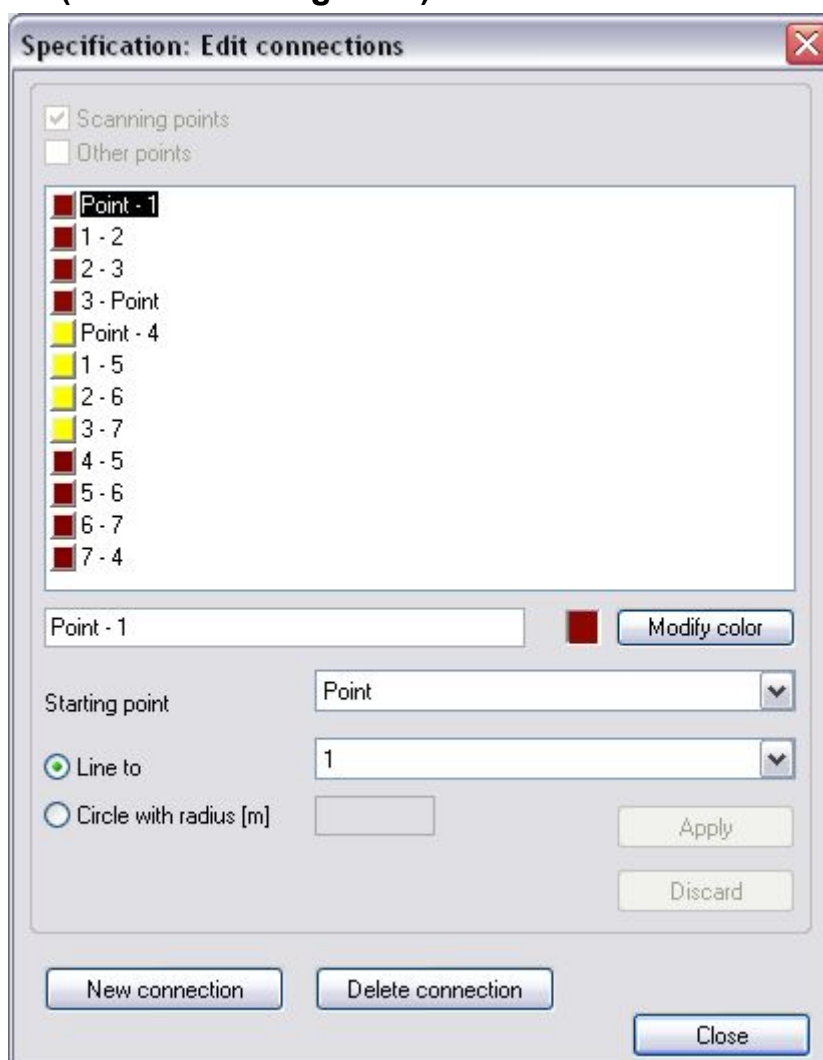 Specification: Edit connections
Scanning points
Other points
Point - 1
1 - 2
2 - 3
3 - Point
Point - 4
1 - 5
2 - 6
3 - 7
4 - 5
5 - 6
6 - 7
7 - 4
Point - 1
Modify color
Starting point
Point
Line to
1
Circle with radius [m]
Apply
Discard
New connection
Delete connection
Close